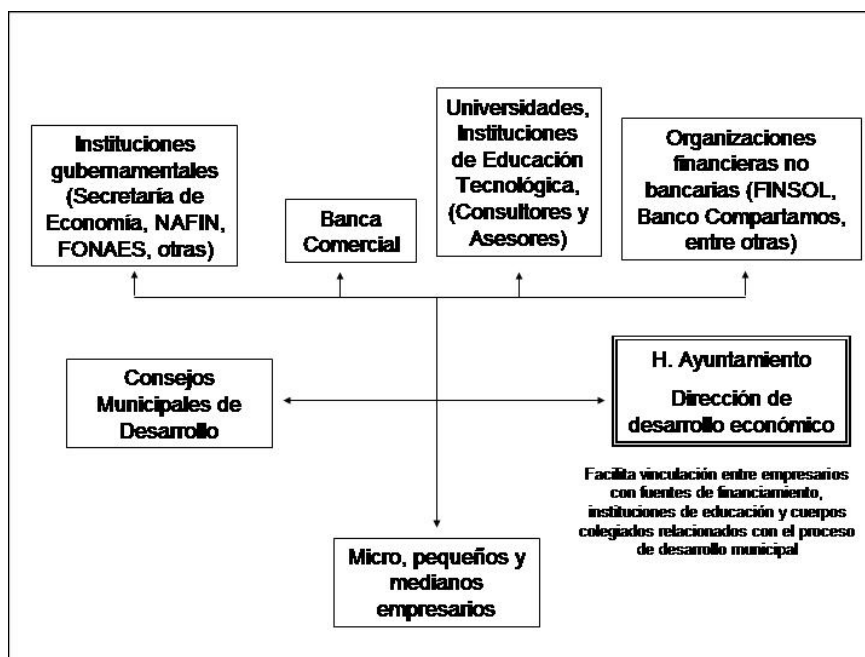 Instituciones
gubernamentales
(Secretaría de
Economía, NAFIN,
FONAES, otras)
Banca
Comercial
Universidades,
Instituciones
de Educación
Tecnológica,
(Consultores y
Asesores)
Organizaciones
financieras no
bancarias (FINSOL,
Banco Compartamos,
entre otras)
Consejos
Municipales de
Desarrollo
H. Ayuntamiento
Dirección de
desarrollo económico
Facilita vinculación entre empresarios
con fuentes de financiamiento,
instituciones de educación y cuerpos
colegiados relacionados con el proceso
de desarrollo municipal
Micro, pequeños y
medianos
empresarios